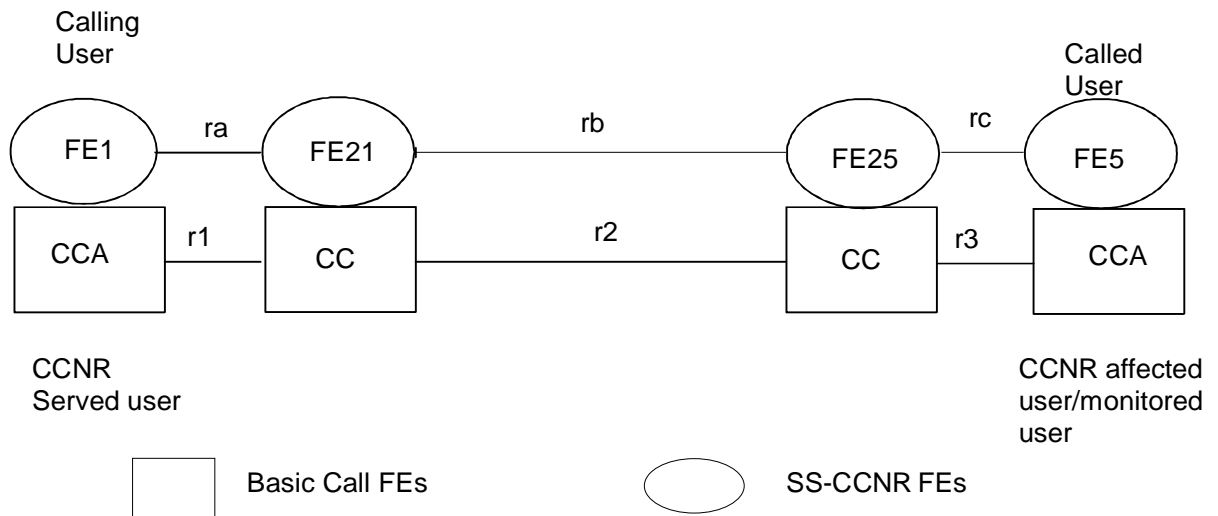 Calling
User
Called
User
ra
rb
rc
FE1
FE21
FE25
FE5
r1
r2
r3
CCA
CC
CC
CCA
CCNR
Served user
CCNR affected
user/monitored
user
Basic Call FEs
SS-CCNR FEs